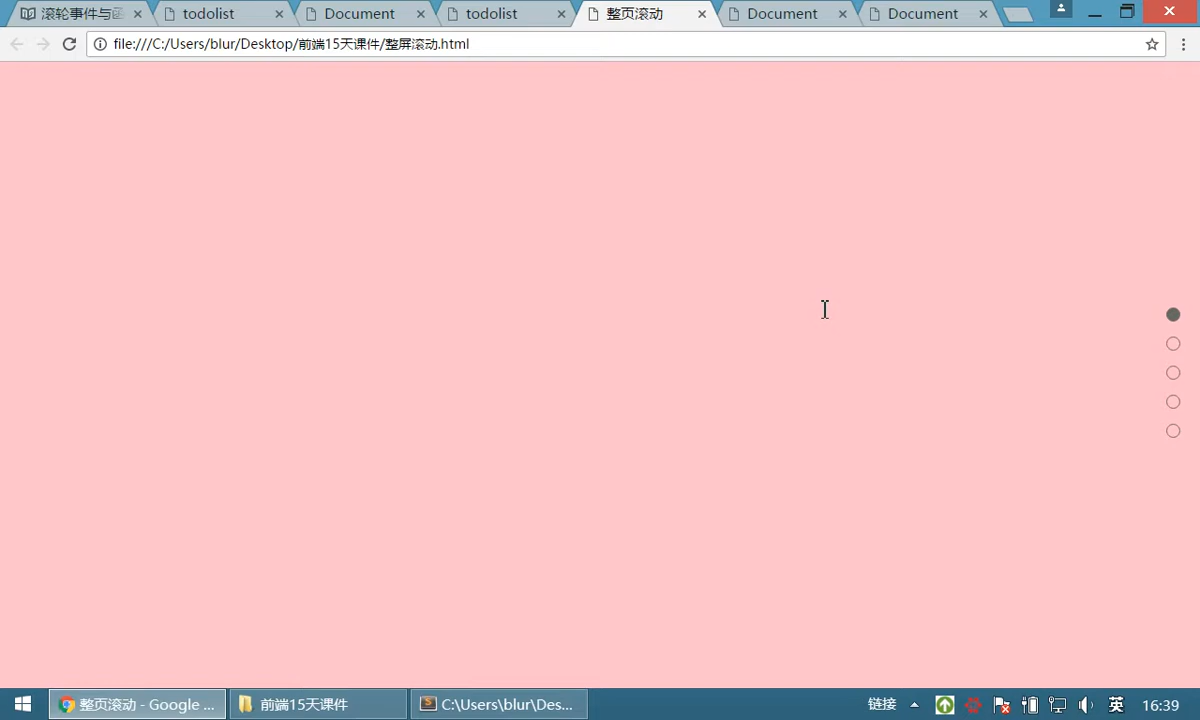 滚轮事件与函
todolist
Document
todolist
整页滚动
Document
Document
file:///C:/Users/blur/Desktop/前端15天课件/整屏滚动.html
整页滚动 - Google ...
前端15天课件
C:\Users\blur\Des...
链接
英
16:39